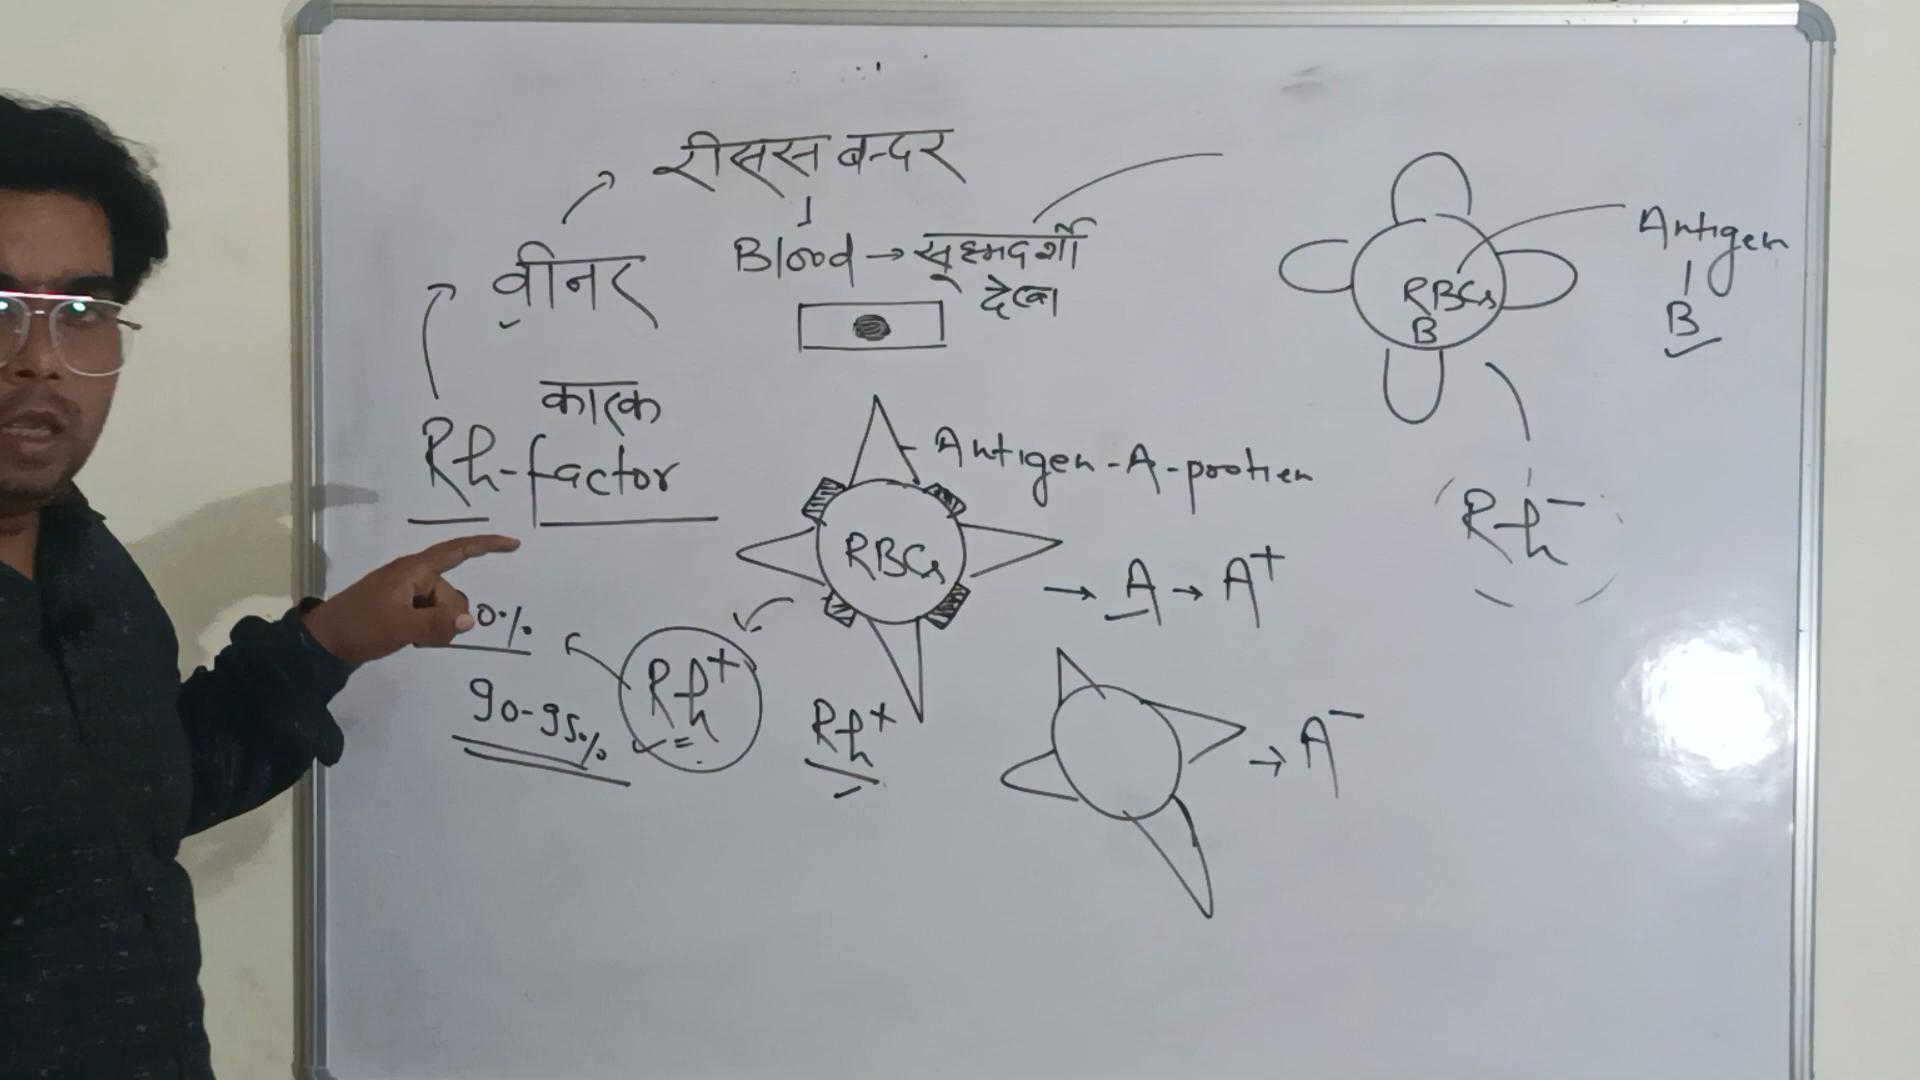 रीसस बन्दर
वीनर
Blood → सूक्ष्मदर्शी
देखा
RBCs
B
Antigen
B
कारक
Rh-factor
Antigen-A-protien
RBCs
Rh⁻
→ A → A⁺
0%
90-95%
Rh⁺
Rh⁺
→ A⁻